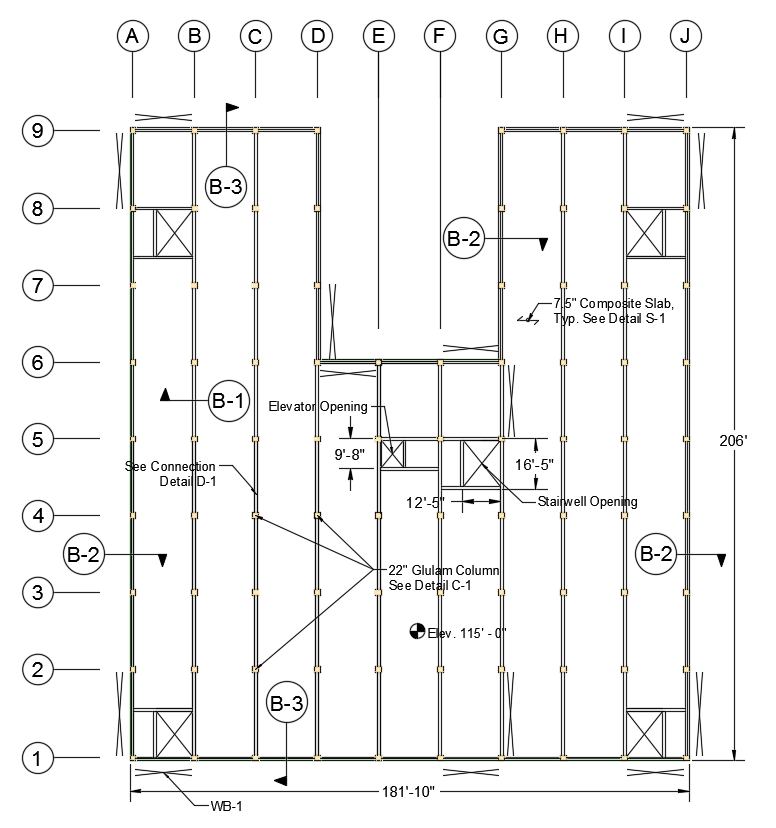 A B C D E F G H I J
9
B-3
8
B-2
7
7.5" Composite Slab,
Typ. See Detail S-1
6
B-1
Elevator Opening
5
9'-8"
206'
See Connection
Detail D-1
16'-5"
12'-5"
Stairwell Opening
4
B-2
B-2
22" Glulam Column
See Detail C-1
3
Elev. 115' - 0"
2
B-3
1
181'-10"
WB-1